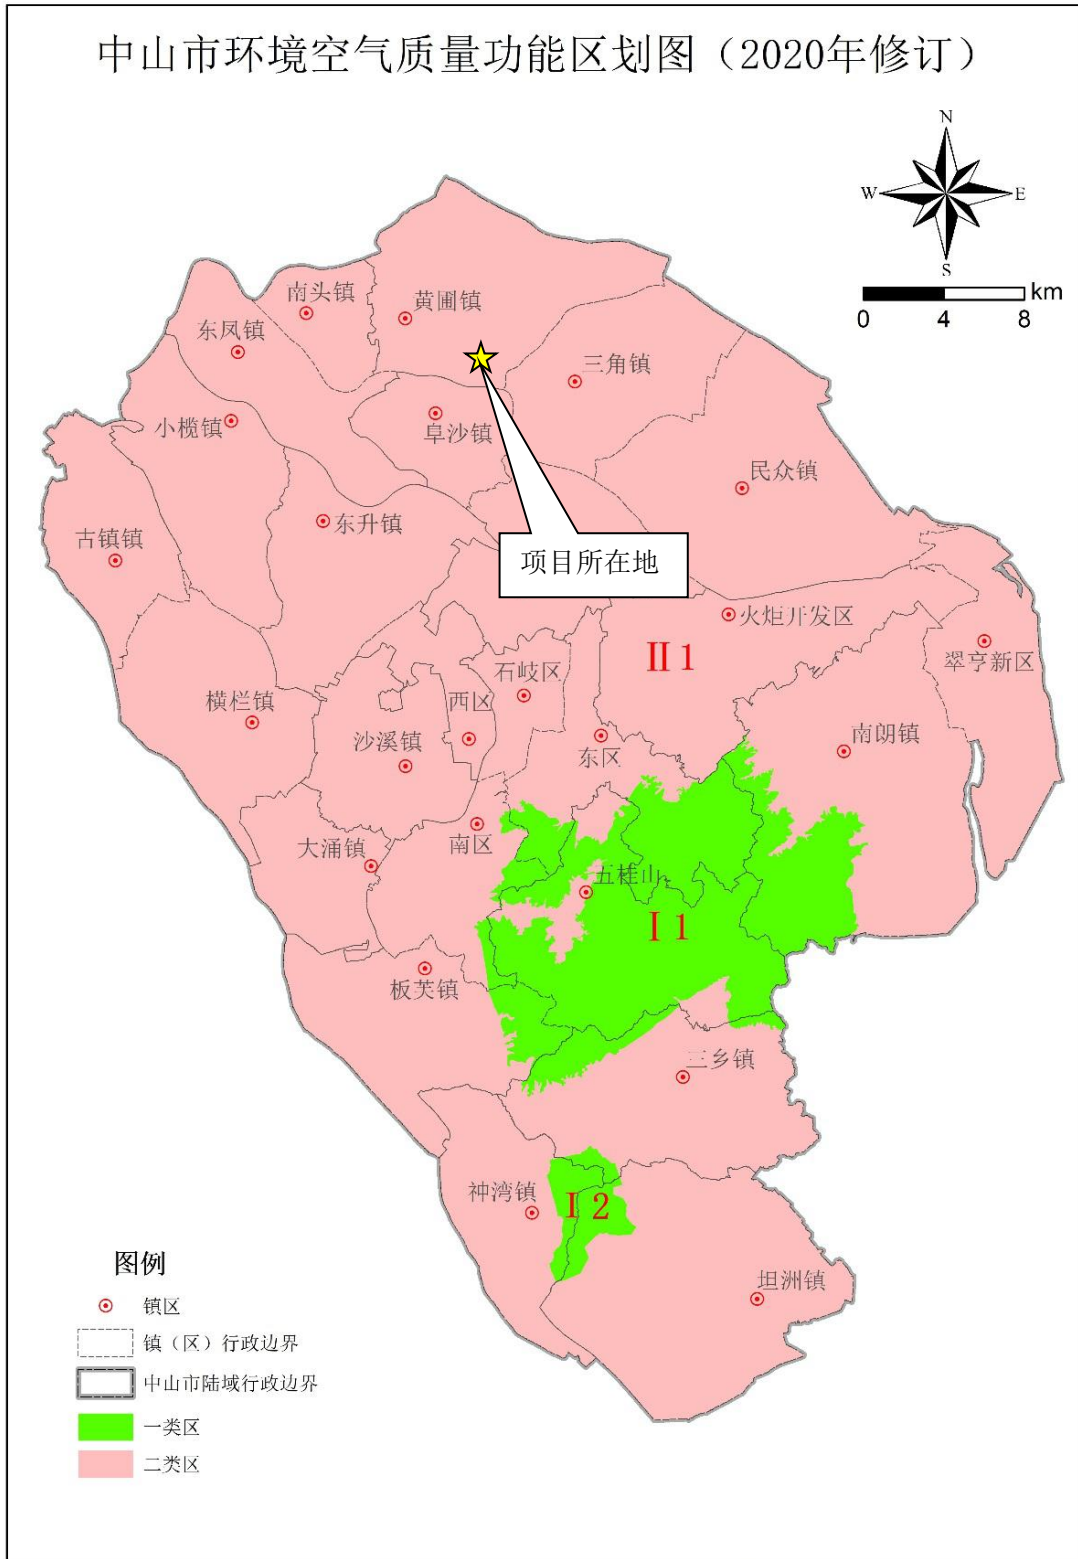 中山市环境空气质量功能区划图（2020年修订）
N
W
E
S
km
0 4 8
南头镇
黄圃镇
东凤镇
三角镇
小榄镇
阜沙镇
民众镇
古镇镇
东升镇
项目所在地
火炬开发区
翠亨新区
II 1
石岐区
横栏镇
西区
沙溪镇
东区
南朗镇
大涌镇
南区
五桂山
I 1
板芙镇
三乡镇
神湾镇
I 2
坦洲镇
图例
镇区
镇（区）行政边界
中山市陆域行政边界
一类区
二类区